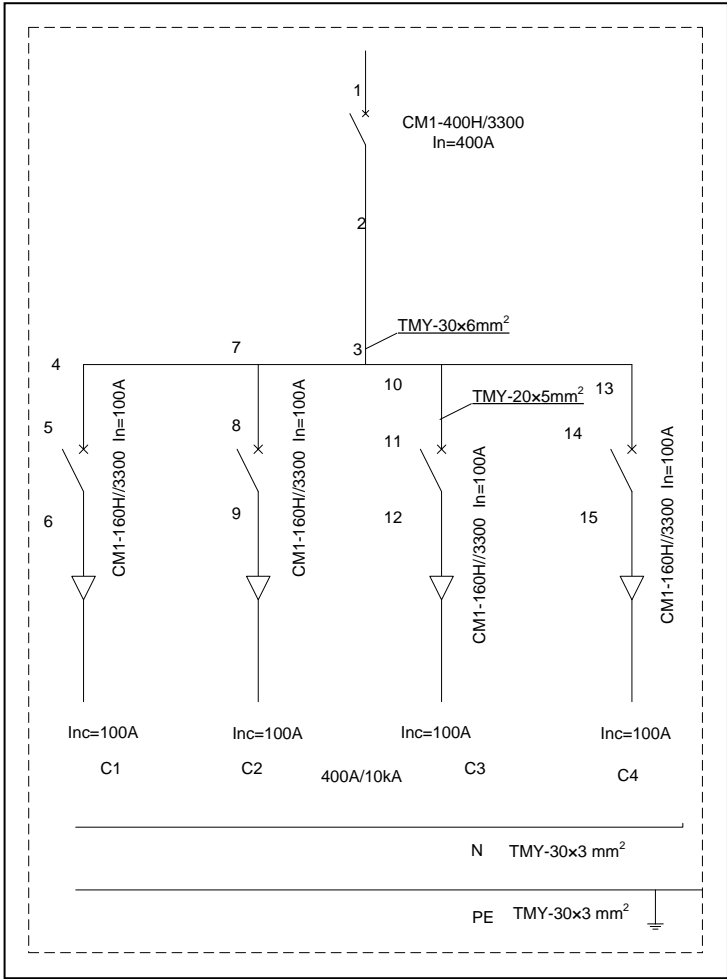 1
CM1-400H/3300
In=400A
2
TMY-30×6mm²
3
4
7
10
TMY-20×5mm²
13
5
CM1-160H//3300 In=100A
8
CM1-160H//3300 In=100A
11
CM1-160H//3300 In=100A
14
CM1-160H//3300 In=100A
6
9
12
15
Inc=100A
Inc=100A
Inc=100A
Inc=100A
C1
C2
400A/10kA
C3
C4
N TMY-30×3 mm²
PE TMY-30×3 mm²